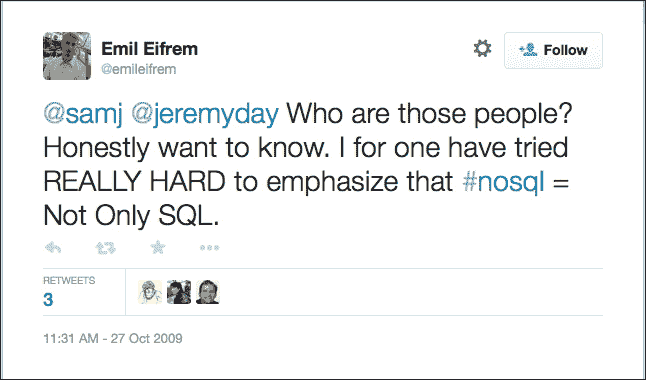 Emil Eifrem
@emileifrem
Follow
@samj @jeremyday Who are those people?
Honestly want to know. I for one have tried
REALLY HARD to emphasize that #nosql =
Not Only SQL.
RETWEETS
3
11:31 AM - 27 Oct 2009